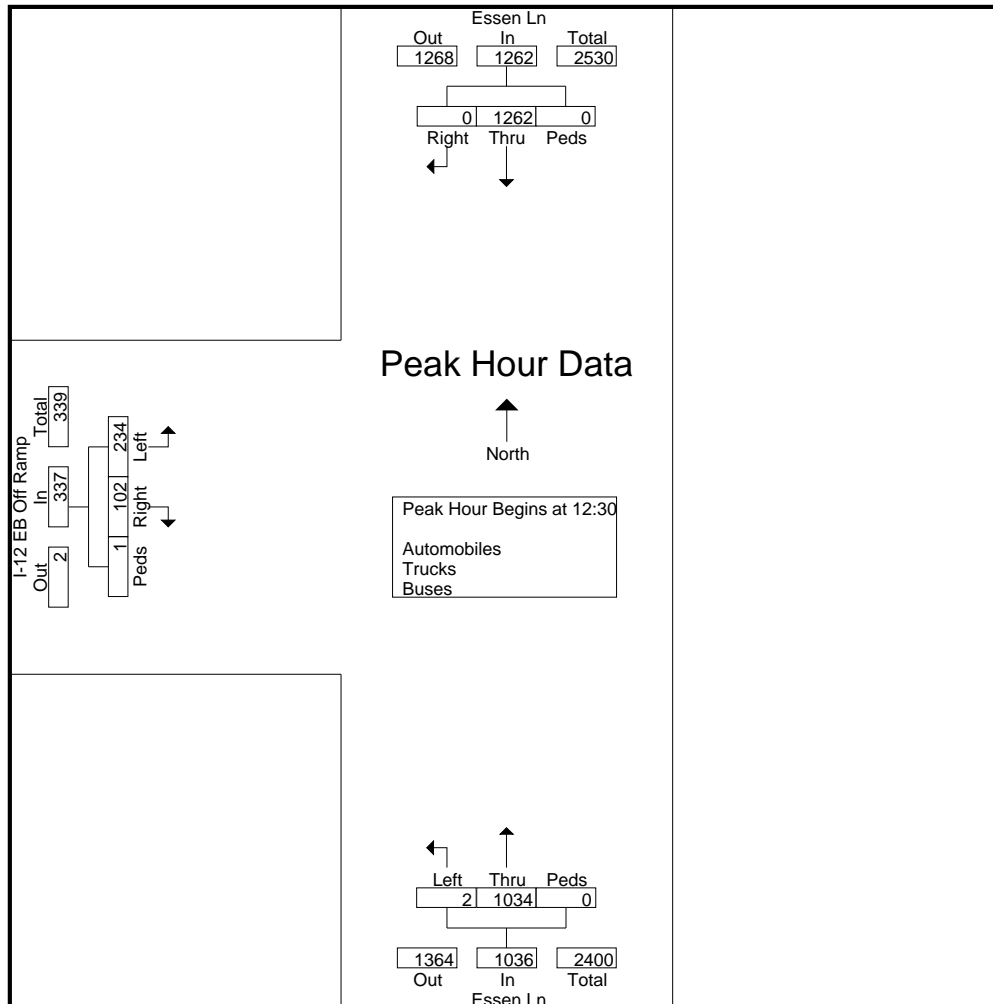 Essen Ln
Out In Total
1268 1262 2530
0 1262 0
Right Thru Peds
Peak Hour Data
North
Peak Hour Begins at 12:30
Automobiles
Trucks
Buses
I-12 EB Off Ramp
Out In Total
2 337 339
1 102 234
Peds Right Left
Left Thru Peds
2 1034 0
1364 1036 2400
Out In Total
Essen Ln